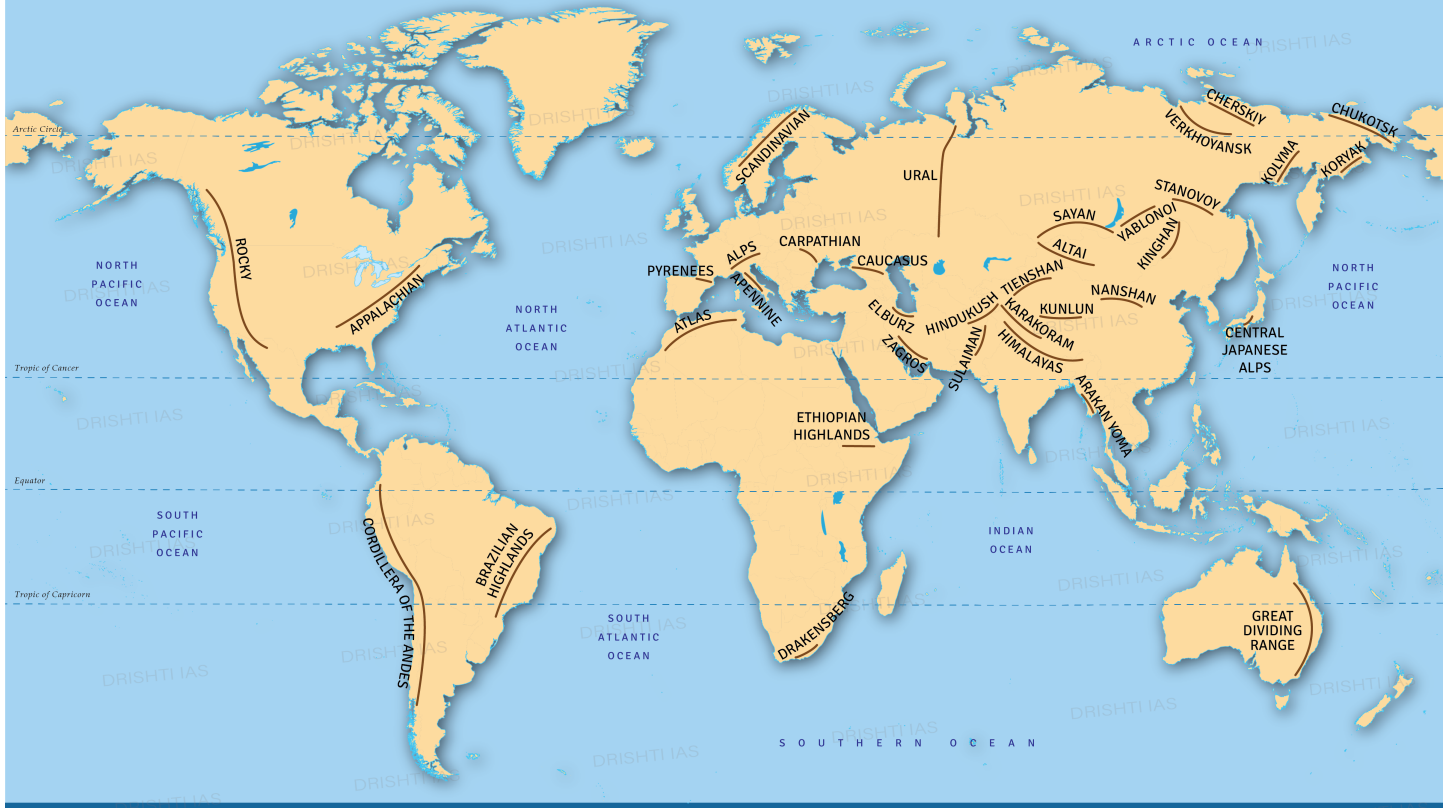 ARCTIC OCEAN
Arctic Circle
CHERSKIY
VERKHOYANSK
CHUKOTSK
KOLYMA
KORYAK
SCANDINAVIAN
URAL
STANOVOY
SAYAN
YABLONOI
KINGHAN
ALTAI
ROCKY
APPALACHIAN
NORTH
PACIFIC
OCEAN
NORTH
ATLANTIC
OCEAN
PYRENEES
ALPS
CARPATHIAN
CAUCASUS
APENNINE
ATLAS
ELBURZ
ZAGROS
HINDUKUSH
TIENSHAN
KARAKORAM
KUNLUN
NANSHAN
HIMALAYAS
SULAIMAN
ARAKAN YOMA
NORTH
PACIFIC
OCEAN
CENTRAL
JAPANESE
ALPS
Tropic of Cancer
ETHIOPIAN
HIGHLANDS
Equator
SOUTH
PACIFIC
OCEAN
CORDILLERA OF THE ANDES
BRAZILIAN
HIGHLANDS
INDIAN
OCEAN
Tropic of Capricorn
SOUTH
ATLANTIC
OCEAN
DRAKENSBERG
GREAT
DIVIDING
RANGE
SOUTHERN OCEAN
DRISHTI IAS